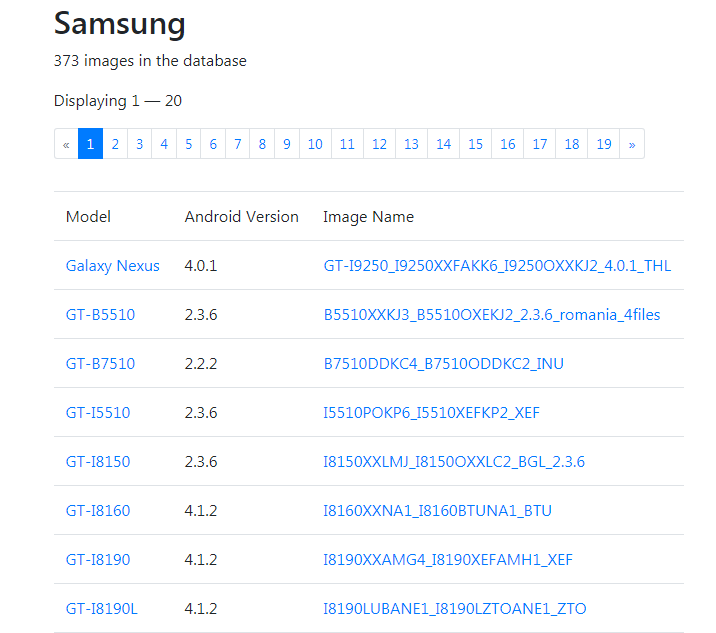 Samsung
373 images in the database
Displaying 1 — 20
« 1 2 3 4 5 6 7 8 9 10 11 12 13 14 15 16 17 18 19 »
Model Android Version Image Name
Galaxy Nexus 4.0.1 GT-I9250_I9250XXFAKK6_I9250OXXKJ2_4.0.1_THL
GT-B5510 2.3.6 B5510XXKJ3_B5510OXEKJ2_2.3.6_romania_4files
GT-B7510 2.2.2 B7510DDKC4_B7510ODDKC2_INU
GT-I5510 2.3.6 I5510POKP6_I5510XEFKP2_XEF
GT-I8150 2.3.6 I8150XXLMJ_I8150OXXLC2_BGL_2.3.6
GT-I8160 4.1.2 I8160XXNA1_I8160BTUNA1_BTU
GT-I8190 4.1.2 I8190XXAMG4_I8190XEFAMH1_XEF
GT-I8190L 4.1.2 I8190LUBANE1_I8190LZTOANE1_ZTO